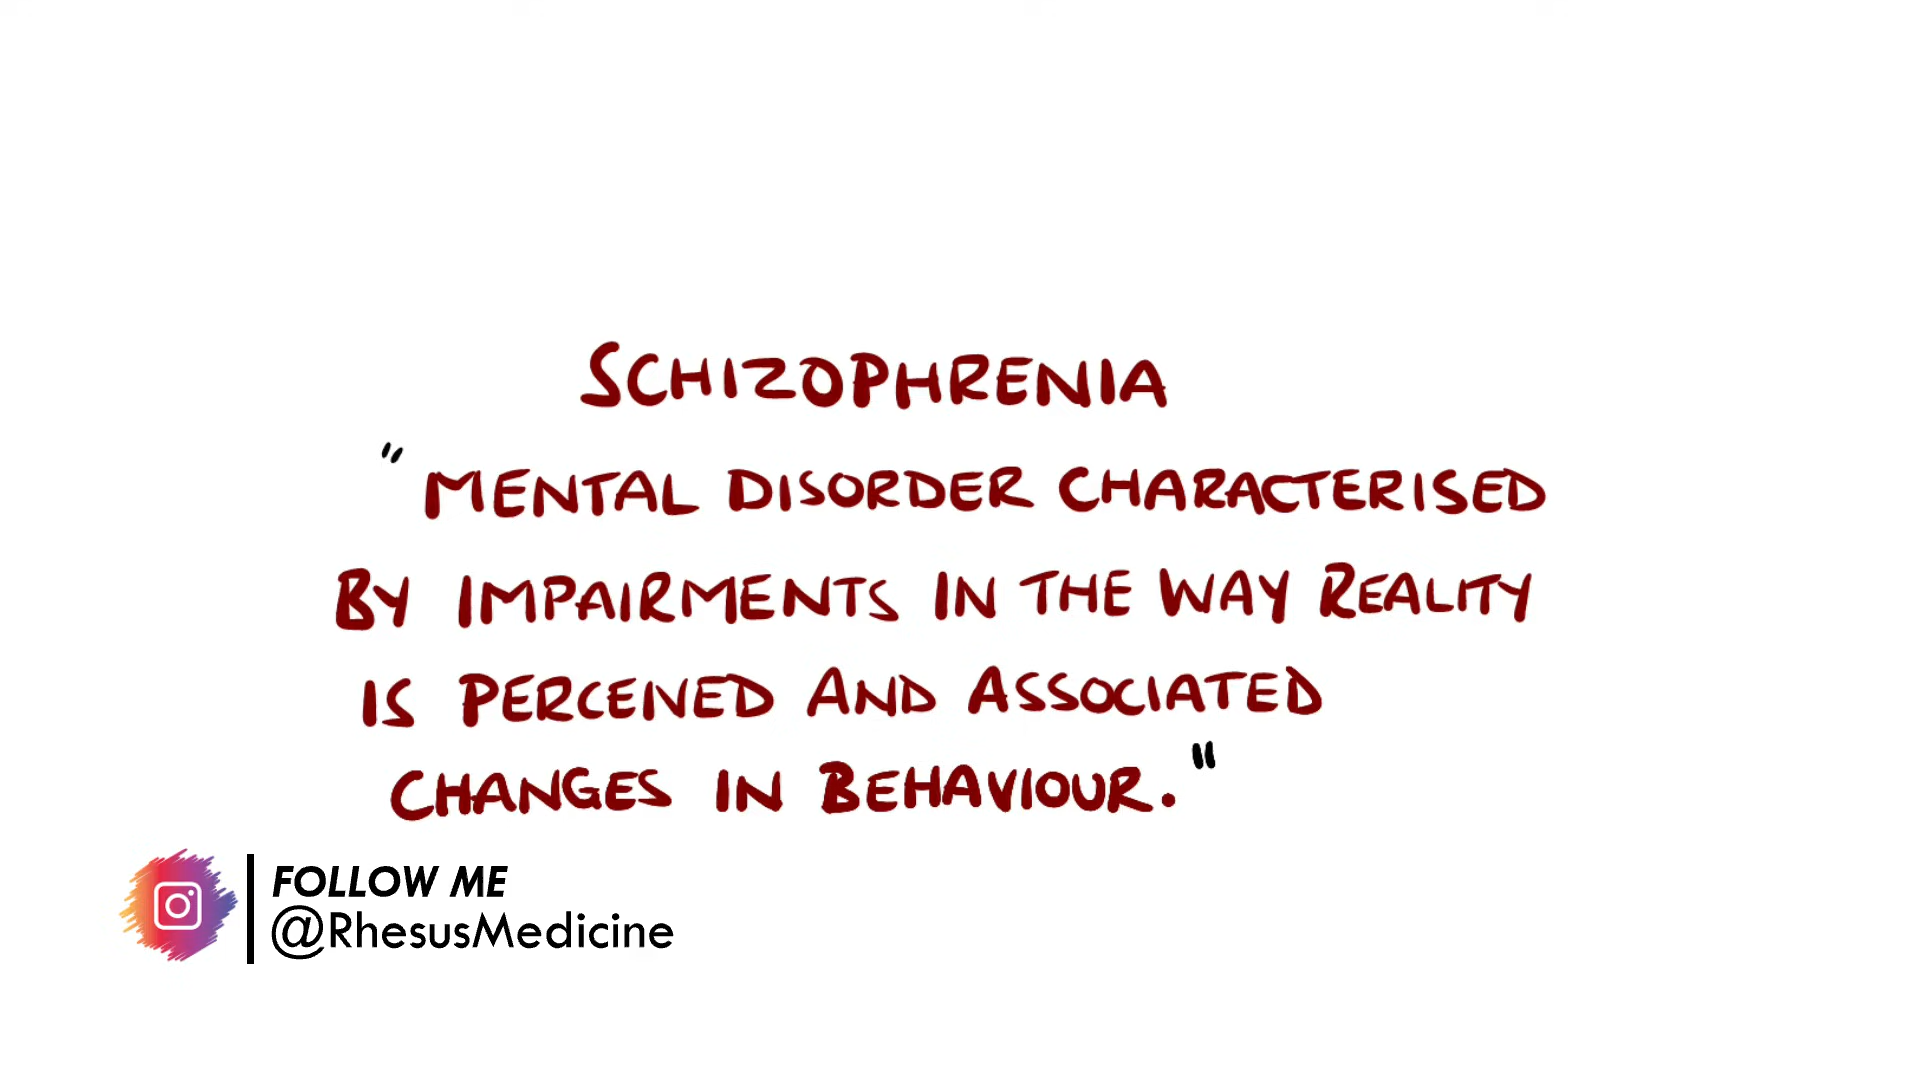 SCHIZOPHRENIA
"MENTAL DISORDER CHARACTERISED
BY IMPAIRMENTS IN THE WAY REALITY
IS PERCEIVED AND ASSOCIATED
CHANGES IN BEHAVIOUR."
FOLLOW ME
@RhesusMedicine